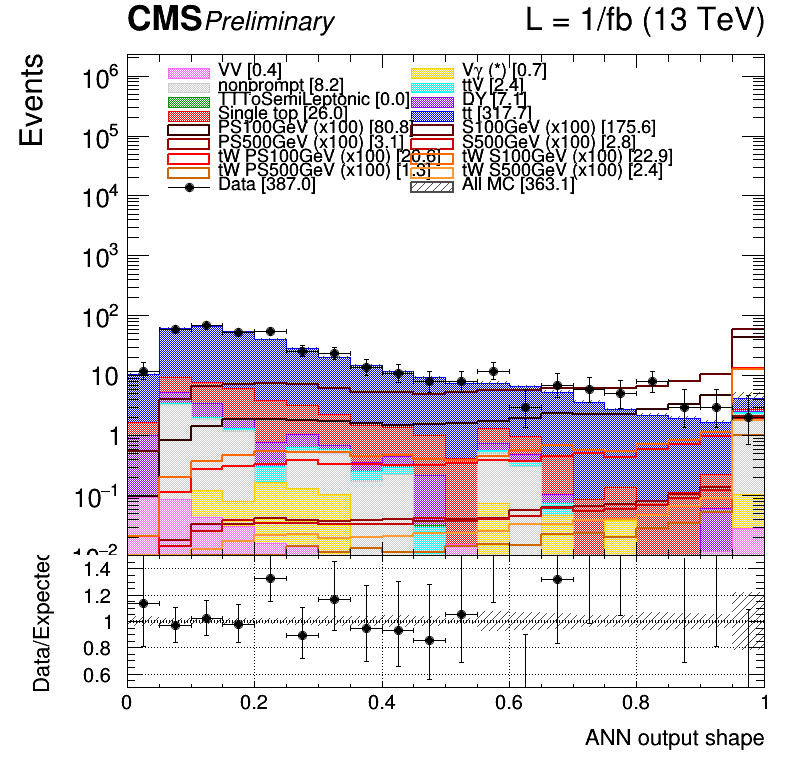 CMS Preliminary L = 1/fb (13 TeV)
Events
VV [0.4] Vγ (*) [0.7]
nonprompt [8.2] ttV [2.4]
TTToSemiLeptonic [0.0] DY [7.1]
Single top [26.0] tt [317.7]
PS100GeV (x100) [80.8] S100GeV (x100) [175.6]
PS500GeV (x100) [3.1] S500GeV (x100) [2.8]
tW PS100GeV (x100) [20.6] tW S100GeV (x100) [22.9]
tW PS500GeV (x100) [1.3] tW S500GeV (x100) [2.4]
Data [387.0] All MC [363.1]
10⁶
10⁵
10⁴
10³
10²
10
1
10⁻¹
10⁻²
Data/Expected
1.4
1.2
1
0.8
0.6
0 0.2 0.4 0.6 0.8 1
ANN output shape